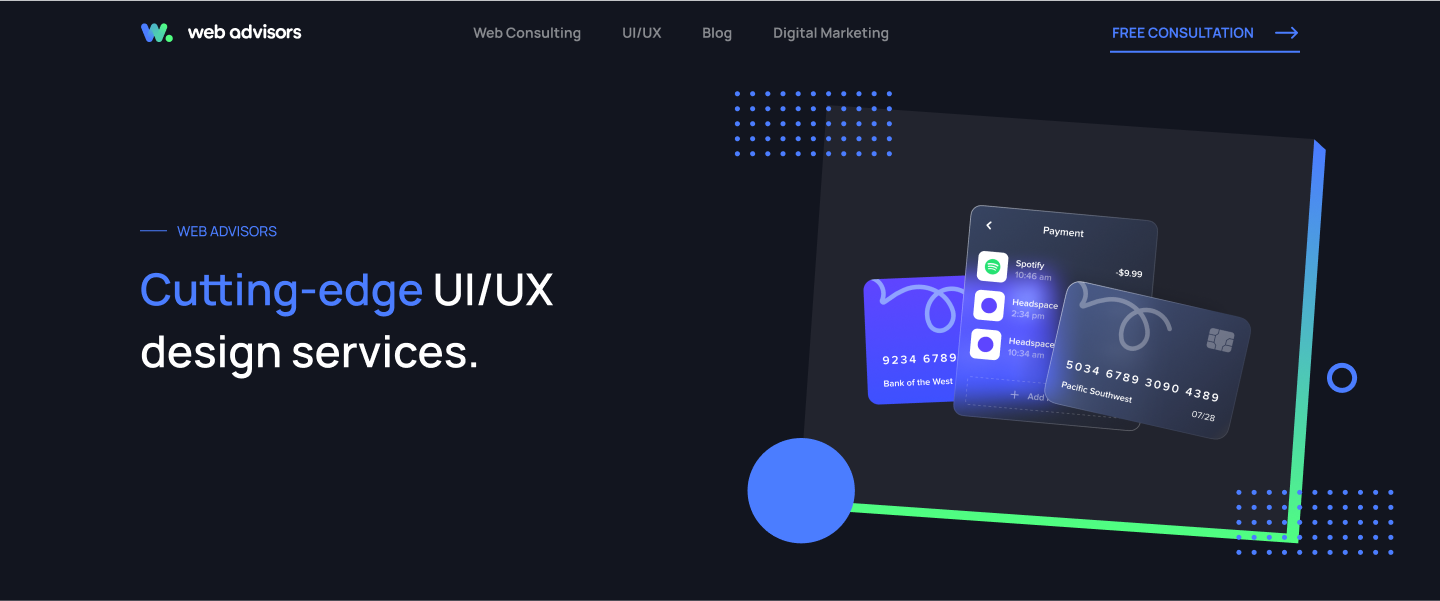 web advisors
Web Consulting
UI/UX
Blog
Digital Marketing
FREE CONSULTATION
WEB ADVISORS
Cutting-edge UI/UX
design services.
Payment
Spotify
10:46 am
-$9.99
Headspace
2:34 pm
Headspace
10:34 am
+ Add
9234 6789
Bank of the West
5034 6789 3090 4389
Pacific Southwest
07/28